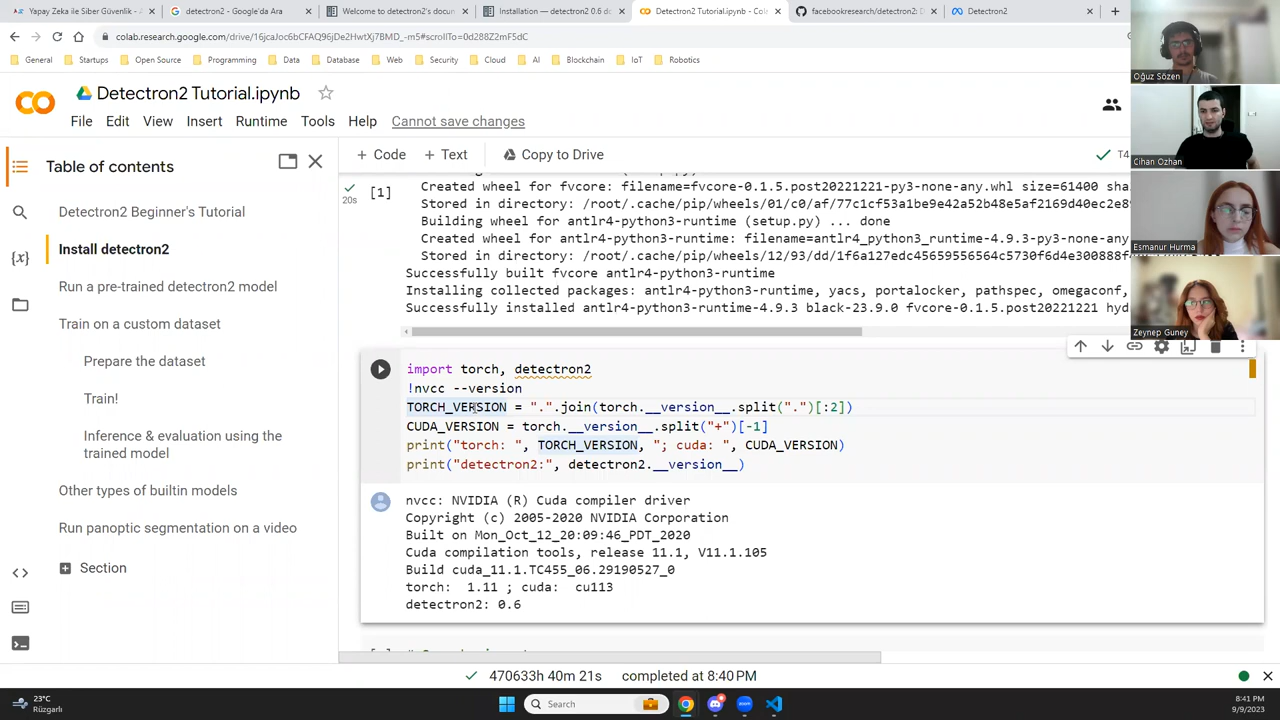 Yapay Zeka ile Siber Güvenlik - A
detectron2 - Google'da Ara
Welcome to detectron2's docum
Installation — detectron2 0.6 do
Detectron2 Tutorial.ipynb - Cola
facebookresearch/detectron2: D
Detectron2
colab.research.google.com/drive/16jcaJoc6bCFAQ96jDe2HwtXj7BMD_-m5#scrollTo=0d288Z2mF5dC
General
Startups
Open Source
Programming
Data
Database
Web
Security
Cloud
AI
Blockchain
IoT
Robotics
Oğuz Sözen
Detectron2 Tutorial.ipynb
File Edit View Insert Runtime Tools Help Cannot save changes
Cihan Ozhan
Table of contents
+ Code + Text Copy to Drive
T4
Detectron2 Beginner's Tutorial
Install detectron2
Run a pre-trained detectron2 model
Train on a custom dataset
Prepare the dataset
Train!
Inference & evaluation using the
trained model
Other types of builtin models
Run panoptic segmentation on a video
Section
[1]
20s
Created wheel for fvcore: filename=fvcore-0.1.5.post20221221-py3-none-any.whl size=61400 sha
Stored in directory: /root/.cache/pip/wheels/01/c0/af/77c1cf53a1be9e42a52b48e5af2169d40ec2e8
Building wheel for antlr4-python3-runtime (setup.py) ... done
Created wheel for antlr4-python3-runtime: filename=antlr4_python3_runtime-4.9.3-py3-none-any
Stored in directory: /root/.cache/pip/wheels/12/93/dd/1f6a127edc45659556564c5730f6d4e300888f4
Successfully built fvcore antlr4-python3-runtime
Installing collected packages: antlr4-python3-runtime, yacs, portalocker, pathspec, omegaconf,
Successfully installed antlr4-python3-runtime-4.9.3 black-23.9.0 fvcore-0.1.5.post20221221 hyd
Esmanur Hurma
Zeynep Guney
import torch, detectron2
!nvcc --version
TORCH_VERSION = ".".join(torch.__version__.split(".")[:2])
CUDA_VERSION = torch.__version__.split("+")[-1]
print("torch: ", TORCH_VERSION, "; cuda: ", CUDA_VERSION)
print("detectron2:", detectron2.__version__)
nvcc: NVIDIA (R) Cuda compiler driver
Copyright (c) 2005-2020 NVIDIA Corporation
Built on Mon_Oct_12_20:09:46_PDT_2020
Cuda compilation tools, release 11.1, V11.1.105
Build cuda_11.1.TC455_06.29190527_0
torch:  1.11 ; cuda:  cu113
detectron2: 0.6
470633h 40m 21s completed at 8:40 PM
23°C
Rüzgarlı
Search
8:41 PM
9/9/2023